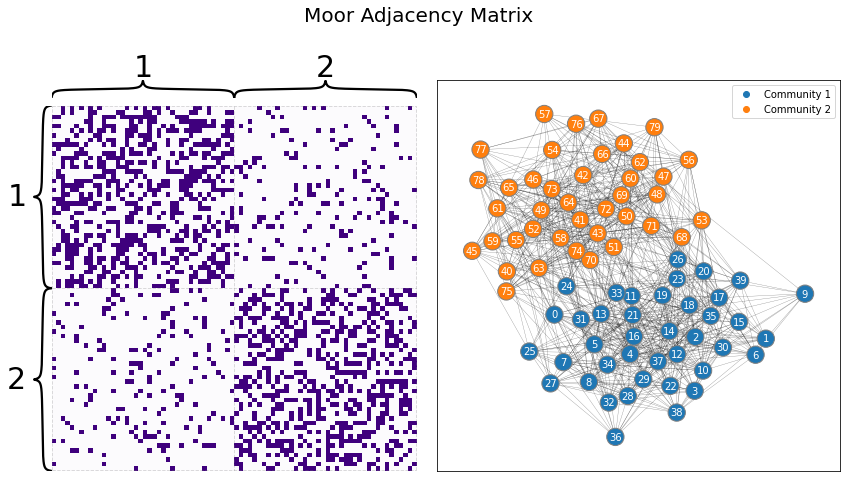 Moor Adjacency Matrix
1 2
1
2
Community 1
Community 2
57
76 67
79
44
77 54 66
62 56
78 46 42 60 47
65 73 69 48
61 49 64 72 50
45 59 55 52 41 43 71 53
58 51 68
40 63 74 70 26
75 24 33 11 19 23 20 39
9
0 31 13 21 18 17
14 35 15
16 2 1
25 5 4 12 30 6
7 34 37
27 8 29 22 10
32 28 3
38
36